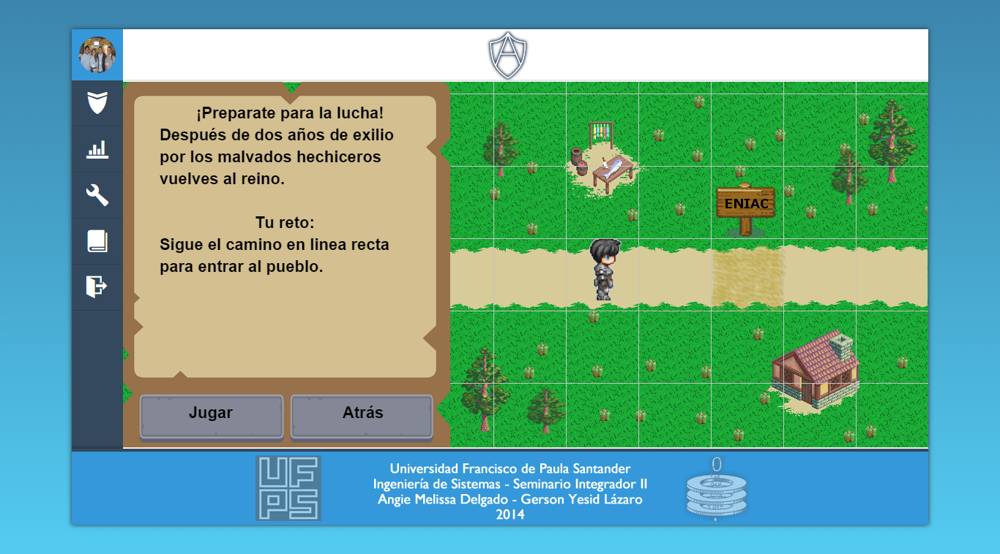 A
¡Preparate para la lucha!
Después de dos años de exilio
por los malvados hechiceros
vuelves al reino.
Tu reto:
Sigue el camino en linea recta
para entrar al pueblo.
Jugar
Atrás
ENIAC
UF
PS
Universidad Francisco de Paula Santander
Ingeniería de Sistemas - Seminario Integrador II
Angie Melissa Delgado - Gerson Yesid Lázaro
2014
0